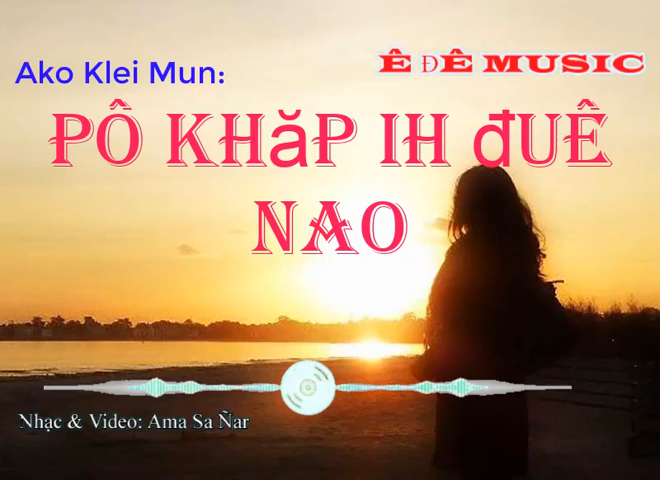 Ako Klei Mun:
Ê ĐÊ MUSIC
PÔ KHăP IH đUÊ
NAO
Nhạc & Video: Ama Sa Ñar